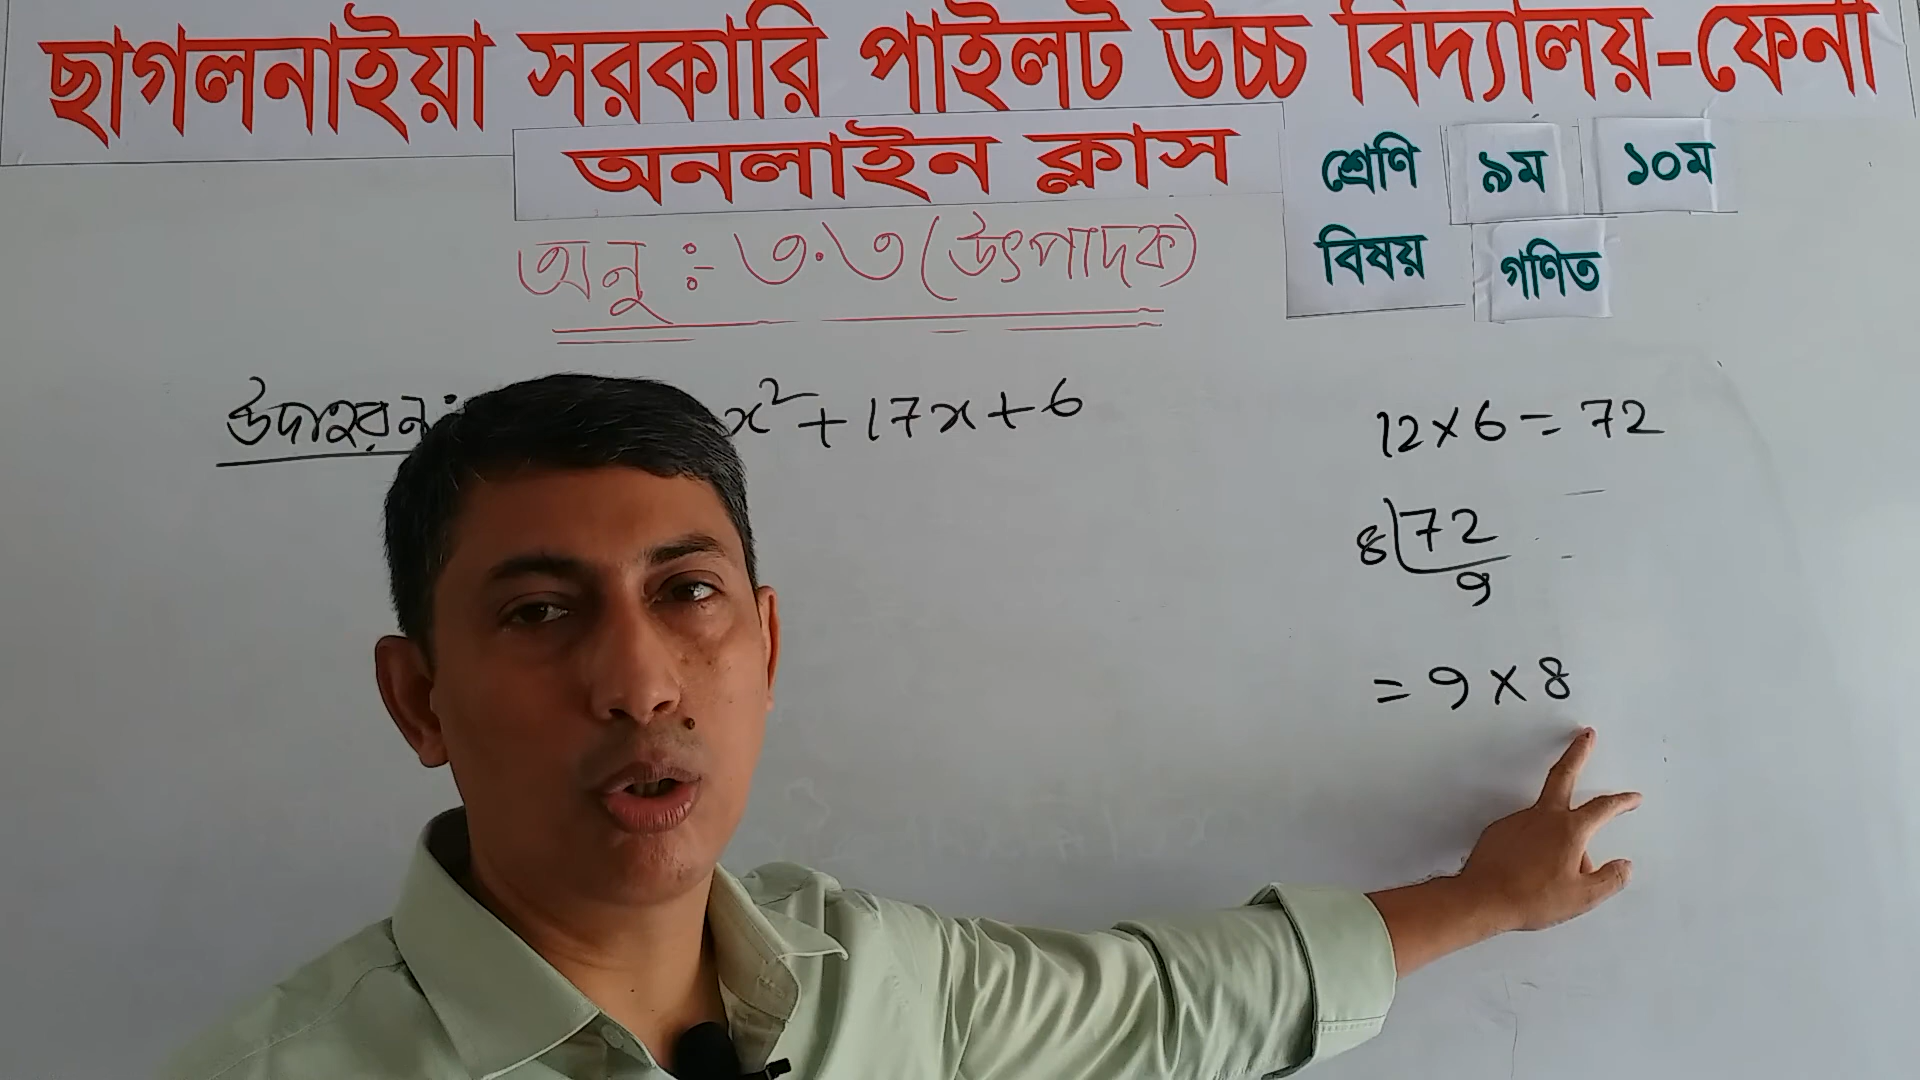 ছাগলনাইয়া সরকারি পাইলট উচ্চ বিদ্যালয়-ফেনী
অনলাইন ক্লাস
শ্রেণি ৯ম ১০ম
বিষয় গণিত
অনু :- ৩.৩ (উৎপাদক)
উদাহরন: x²+17x+6
12×6=72
8)72
9
=9×8